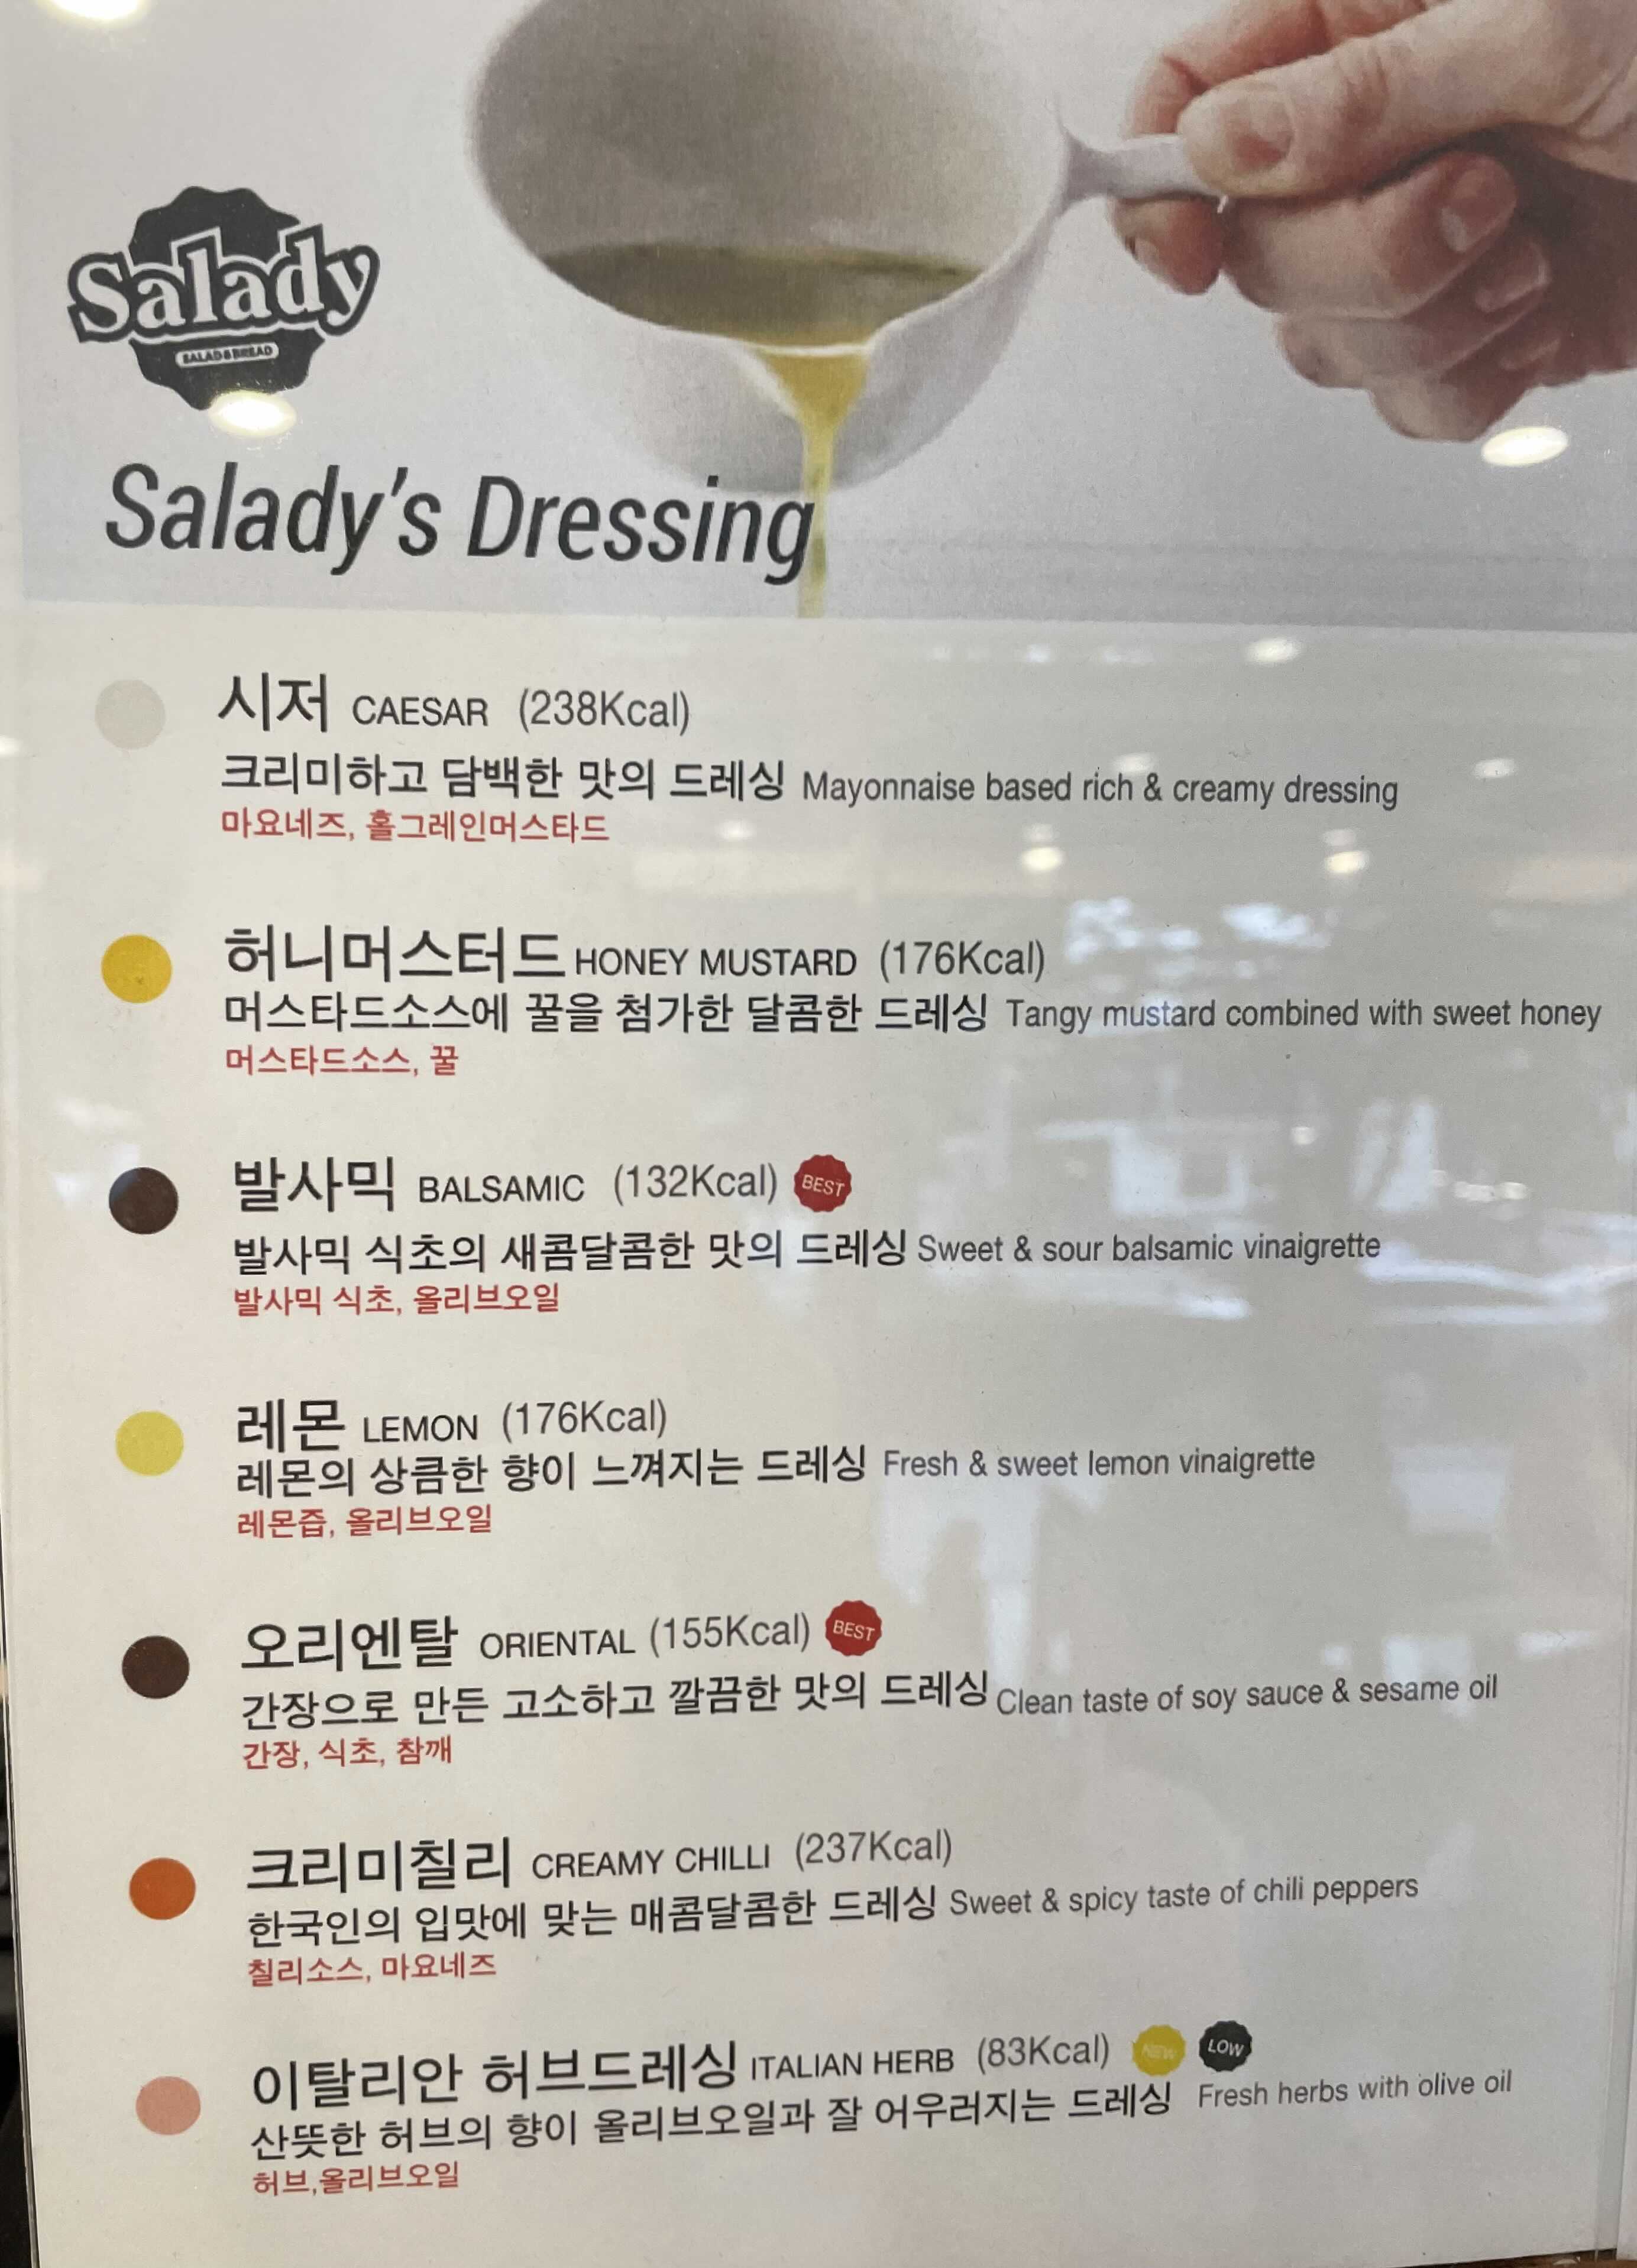 Salady
SALAD & BREAD
Salady's Dressing
시저 CAESAR (238Kcal)
크리미하고 담백한 맛의 드레싱 Mayonnaise based rich & creamy dressing
마요네즈, 홀그레인머스타드
허니머스터드 HONEY MUSTARD (176Kcal)
머스타드소스에 꿀을 첨가한 달콤한 드레싱 Tangy mustard combined with sweet honey
머스타드소스, 꿀
발사믹 BALSAMIC (132Kcal) BEST
발사믹 식초의 새콤달콤한 맛의 드레싱 Sweet & sour balsamic vinaigrette
발사믹 식초, 올리브오일
레몬 LEMON (176Kcal)
레몬의 상큼한 향이 느껴지는 드레싱 Fresh & sweet lemon vinaigrette
레몬즙, 올리브오일
오리엔탈 ORIENTAL (155Kcal) BEST
간장으로 만든 고소하고 깔끔한 맛의 드레싱 Clean taste of soy sauce & sesame oil
간장, 식초, 참깨
크리미칠리 CREAMY CHILLI (237Kcal)
한국인의 입맛에 맞는 매콤달콤한 드레싱 Sweet & spicy taste of chili peppers
칠리소스, 마요네즈
이탈리안 허브드레싱 ITALIAN HERB (83Kcal) NEW LOW
산뜻한 허브의 향이 올리브오일과 잘 어우러지는 드레싱 Fresh herbs with olive oil
허브,올리브오일